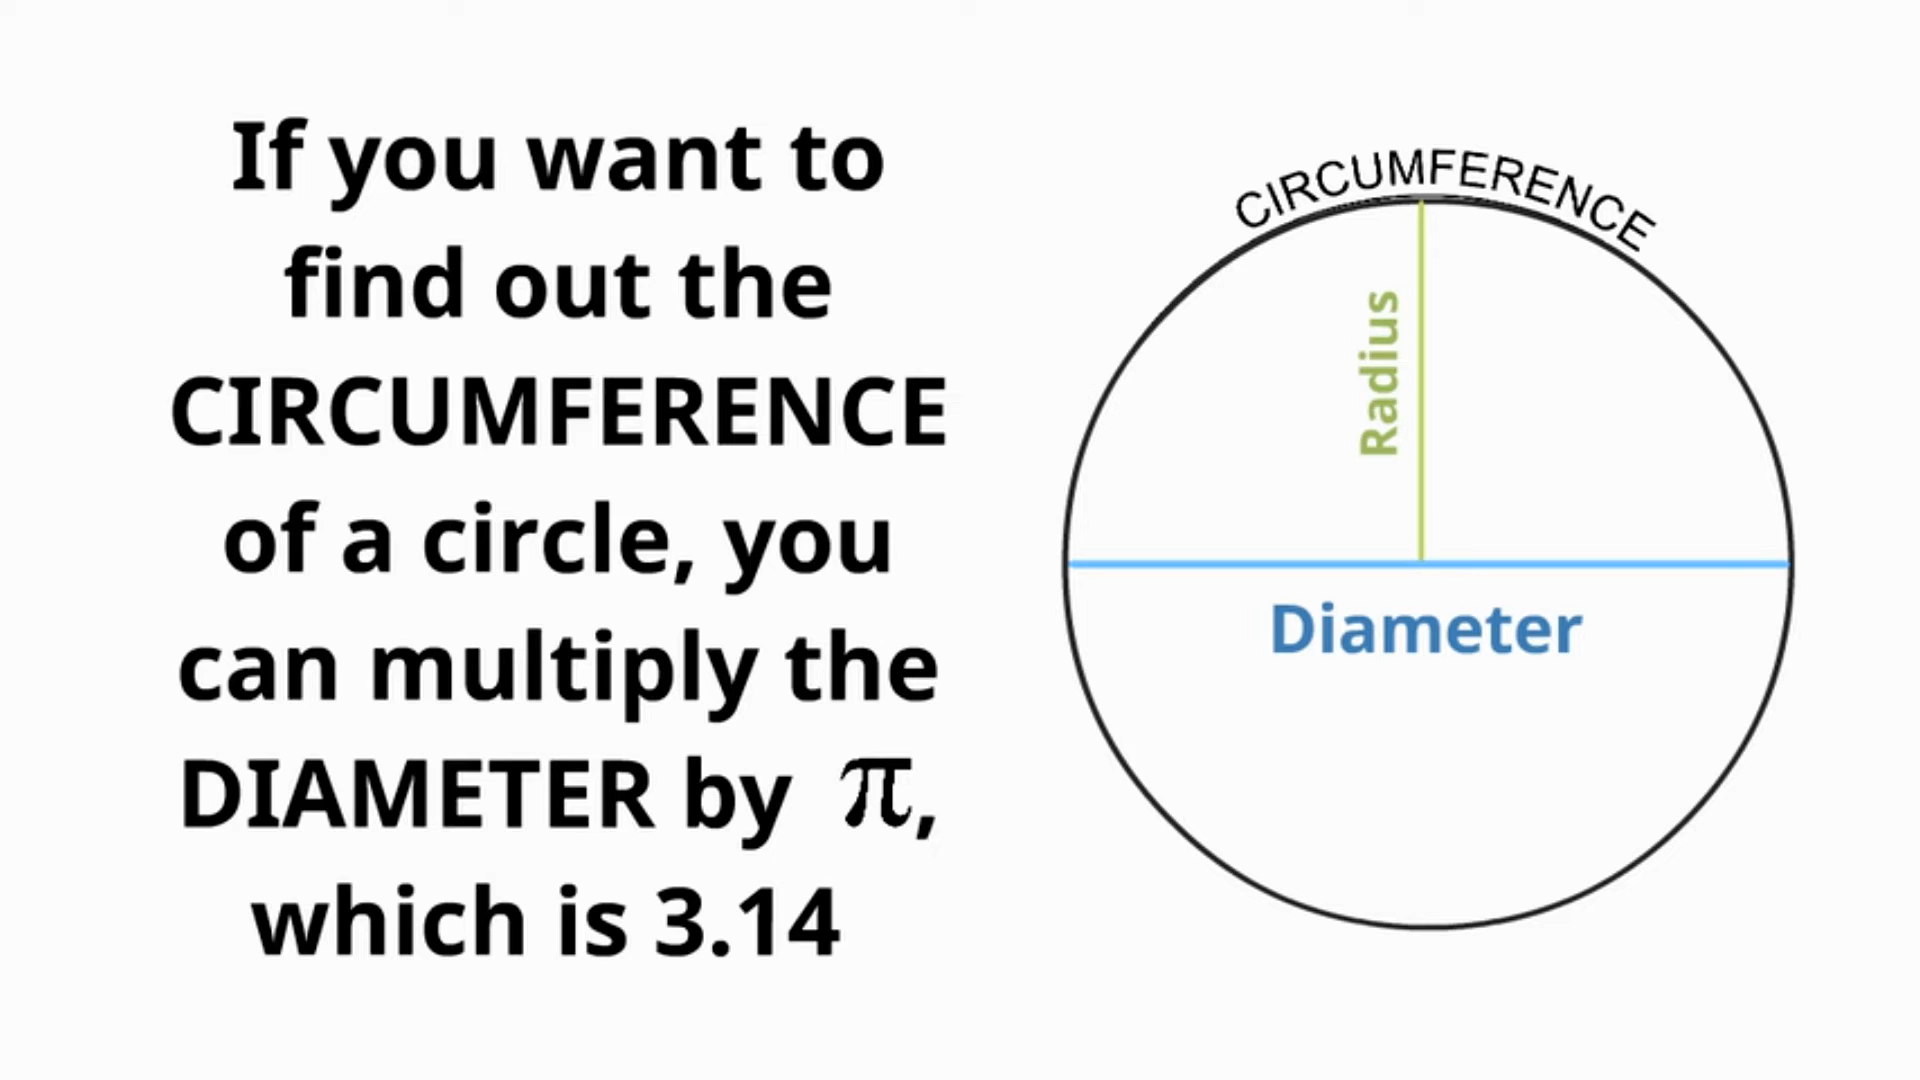 If you want to
find out the
CIRCUMFERENCE
of a circle, you
can multiply the
DIAMETER by π,
which is 3.14
CIRCUMFERENCE
Radius
Diameter